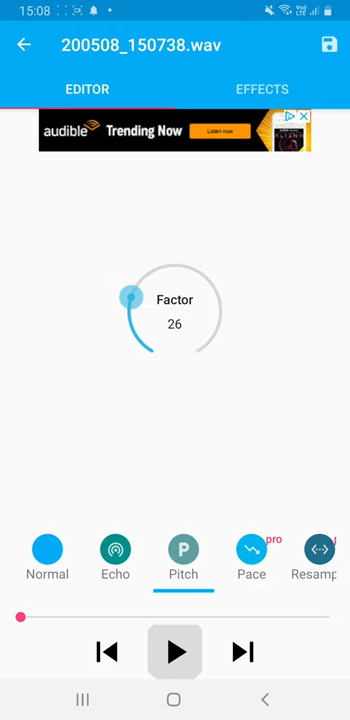 15:08
200508_150738.wav
EDITOR EFFECTS
audible Trending Now Listen now
Factor
26
P
pro
Normal Echo Pitch Pace Resamp